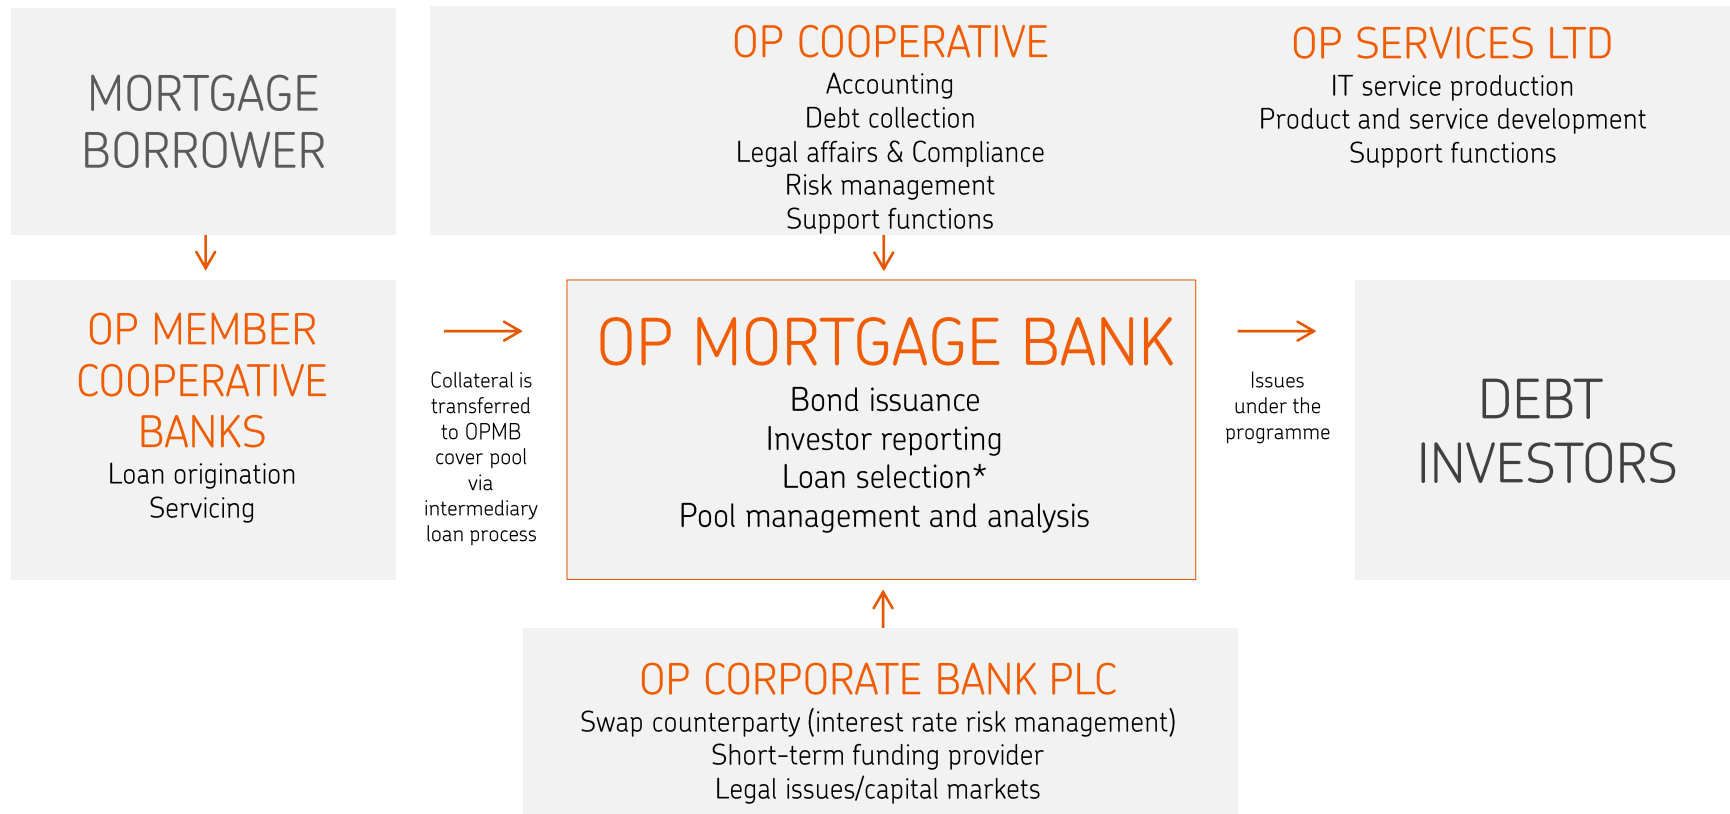 MORTGAGE
BORROWER
OP COOPERATIVE
Accounting
Debt collection
Legal affairs & Compliance
Risk management
Support functions
OP SERVICES LTD
IT service production
Product and service development
Support functions
OP MEMBER
COOPERATIVE
BANKS
Loan origination
Servicing
Collateral is
transferred
to OPMB
cover pool
via
intermediary
loan process
OP MORTGAGE BANK
Bond issuance
Investor reporting
Loan selection*
Pool management and analysis
Issues
under the
programme
DEBT
INVESTORS
OP CORPORATE BANK PLC
Swap counterparty (interest rate risk management)
Short-term funding provider
Legal issues/capital markets